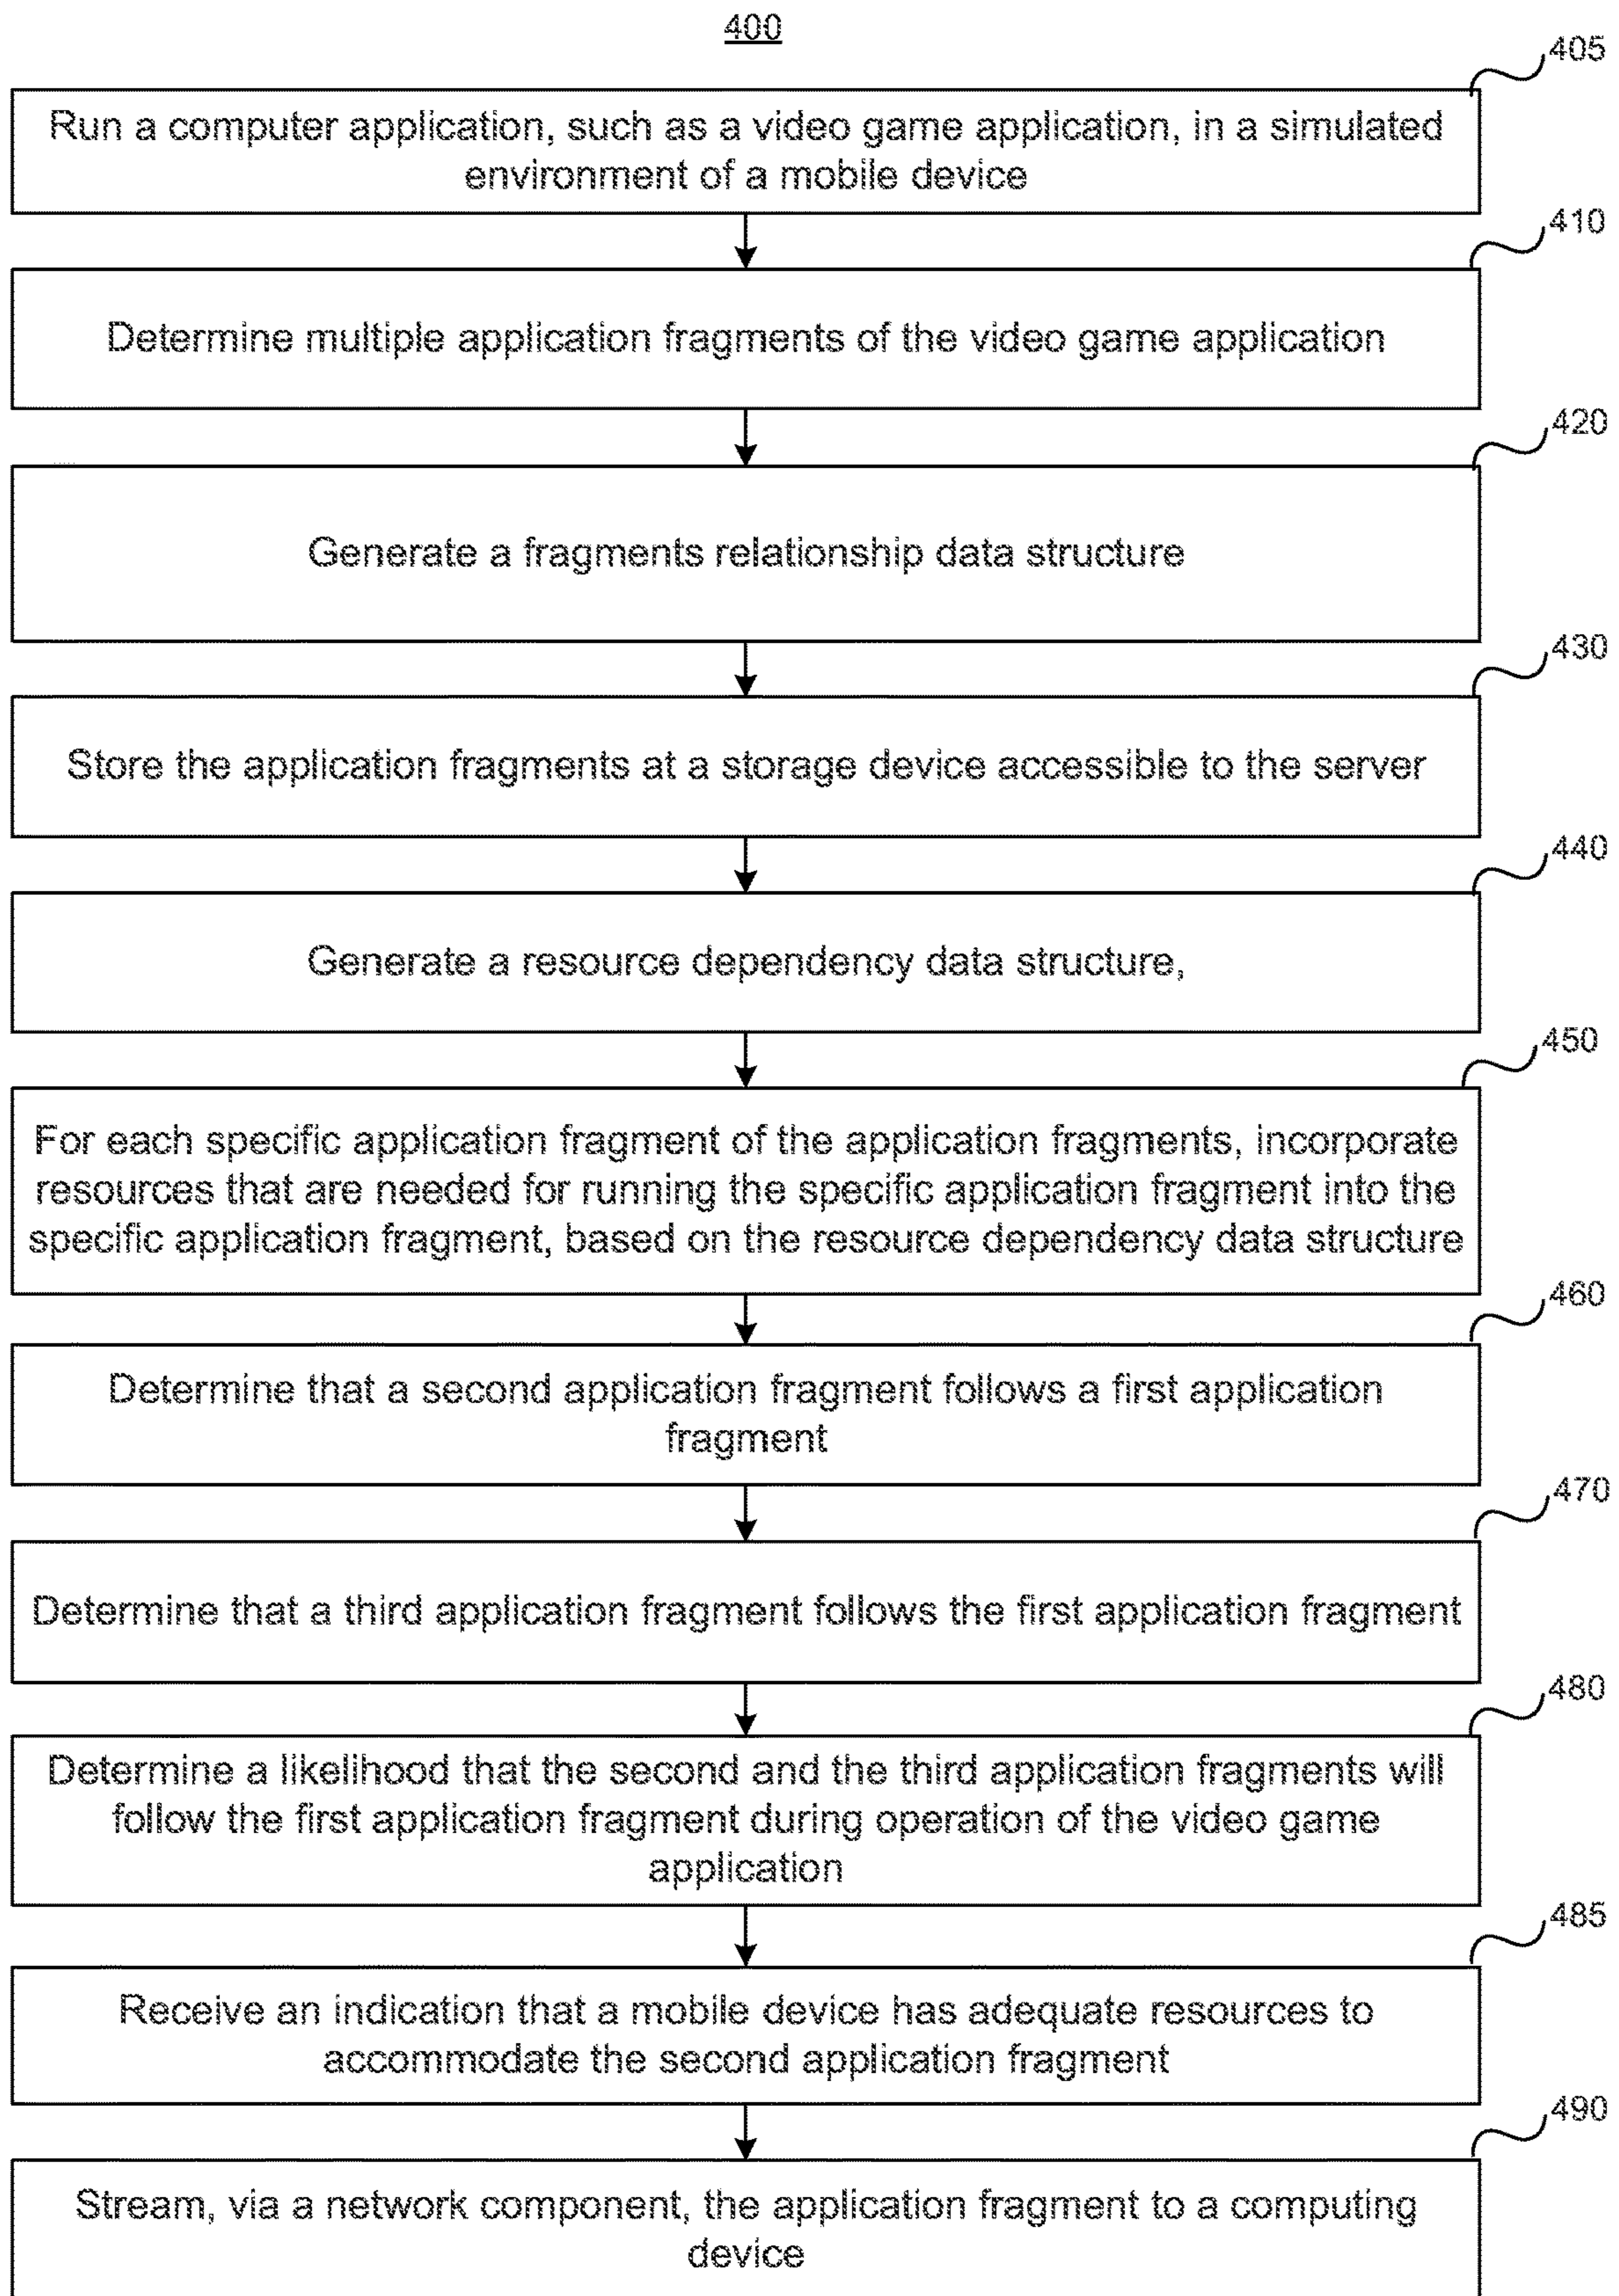 400
405
Run a computer application, such as a video game application, in a simulated
environment of a mobile device
410
Determine multiple application fragments of the video game application
420
Generate a fragments relationship data structure
430
Store the application fragments at a storage device accessible to the server
440
Generate a resource dependency data structure,
450
For each specific application fragment of the application fragments, incorporate
resources that are needed for running the specific application fragment into the
specific application fragment, based on the resource dependency data structure
460
Determine that a second application fragment follows a first application
fragment
470
Determine that a third application fragment follows the first application fragment
480
Determine a likelihood that the second and the third application fragments will
follow the first application fragment during operation of the video game
application
485
Receive an indication that a mobile device has adequate resources to
accommodate the second application fragment
490
Stream, via a network component, the application fragment to a computing
device